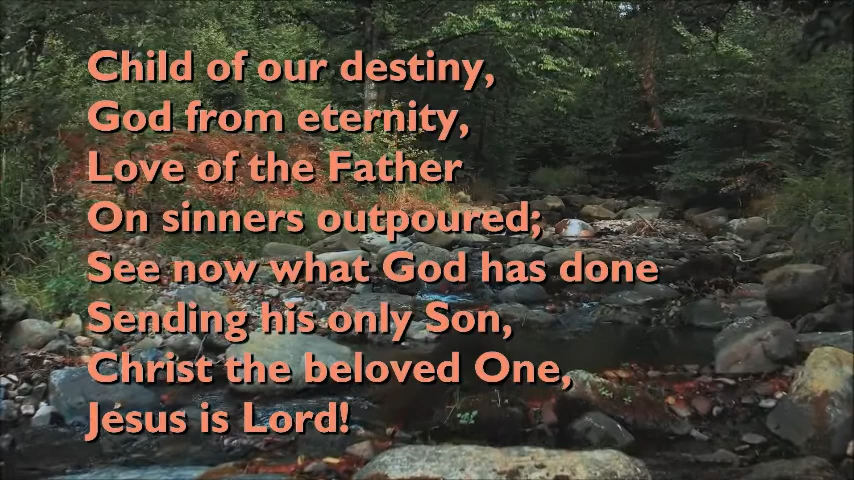 Child of our destiny,
God from eternity,
Love of the Father
On sinners outpoured;
See now what God has done
Sending his only Son,
Christ the beloved One,
Jesus is Lord!